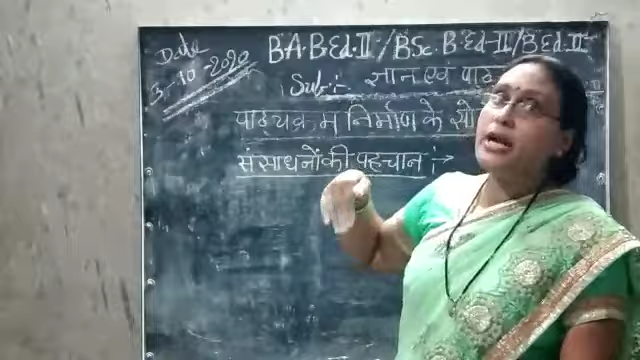 Date
3-10-2020
BA.B.Ed.II/BSc.B.Ed-II/B.Ed.II
Sub:- ज्ञान एवं पाठ
पाठ्यक्रम निर्माण के
संसाधनों की पहचान :→